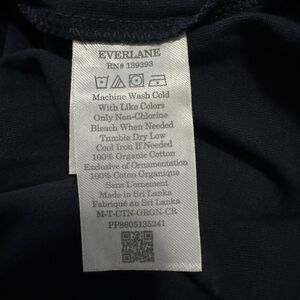 EVERLANE
RN# 139393
Machine Wash Cold
With Like Colors
Only Non-Chlorine
Bleach When Needed
Tumble Dry Low
Cool Iron If Needed
100% Organic Cotton
Exclusive of Ornamentation
100% Coton Organique
Sans L'ornement
Made in Sri Lanka
Fabriqué au Sri Lanka
M-T-CTN-ORGN-CR
PP8605135241